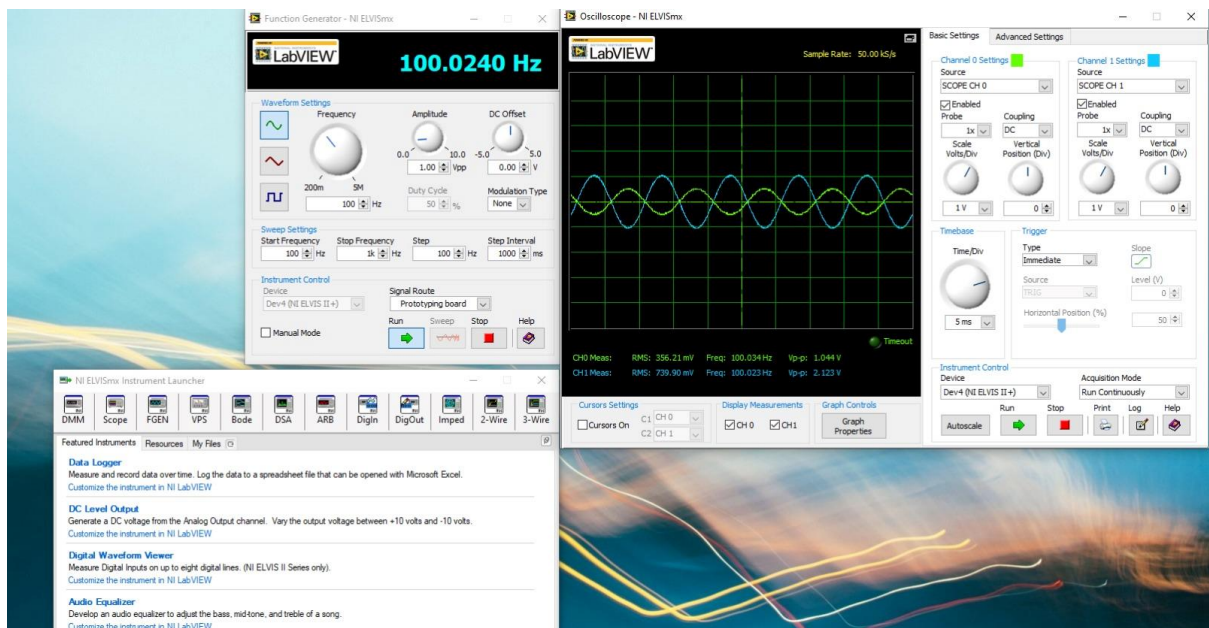 Function Generator - NI ELVISmx
LabVIEW
100.0240 Hz
Waveform Settings
Frequency
Amplitude
DC Offset
0.0
10.0
-5.0
5.0
1.00 Vpp
0.00 V
200m
5M
Duty Cycle
Modulation Type
100 Hz
50 %
None
Sweep Settings
Start Frequency
Stop Frequency
Step
Step Interval
100 Hz
1k Hz
100 Hz
1000 ms
Instrument Control
Device
Signal Route
Dev4 (NI ELVIS II+)
Prototyping board
Run
Sweep
Stop
Help
Manual Mode
NI ELVISmx Instrument Launcher
DMM
Scope
FGEN
VPS
Bode
DSA
ARB
DigIn
DigOut
Imped
2-Wire
3-Wire
Featured Instruments
Resources
My Files
Data Logger
Measure and record data over time. Log the data to a spreadsheet file that can be opened with Microsoft Excel.
Customize the instrument in NI LabVIEW
DC Level Output
Generate a DC voltage from the Analog Output channel. Vary the output voltage between +10 volts and -10 volts.
Customize the instrument in NI LabVIEW
Digital Waveform Viewer
Measure Digital Inputs on up to eight digital lines. (NI ELVIS II Series only).
Customize the instrument in NI LabVIEW
Audio Equalizer
Develop an audio equalizer to adjust the bass, mid-tone, and treble of a song.
Customize the instrument in NI LabVIEW
Oscilloscope - NI ELVISmx
LabVIEW
Sample Rate: 50.00 kS/s
Timeout
CH0 Meas: RMS: 356.21 mV Freq: 100.034 Hz Vp-p: 1.044 V
CH1 Meas: RMS: 739.90 mV Freq: 100.023 Hz Vp-p: 2.123 V
Cursors Settings
Cursors On
C1 CH 0
C2 CH 1
Display Measurements
CH 0
CH1
Graph Controls
Graph
Properties
Basic Settings
Advanced Settings
Channel 0 Settings
Source
SCOPE CH 0
Enabled
Probe
Coupling
1x
DC
Scale
Volts/Div
Vertical
Position (Div)
1 V
0
Channel 1 Settings
Source
SCOPE CH 1
Enabled
Probe
Coupling
1x
DC
Scale
Volts/Div
Vertical
Position (Div)
1 V
0
Timebase
Time/Div
5 ms
Trigger
Type
Slope
Immediate
Source
Level (V)
TRIG
0
Horizontal Position (%)
50
Instrument Control
Device
Acquisition Mode
Dev4 (NI ELVIS II+)
Run Continuously
Run
Stop
Print
Log
Help
Autoscale